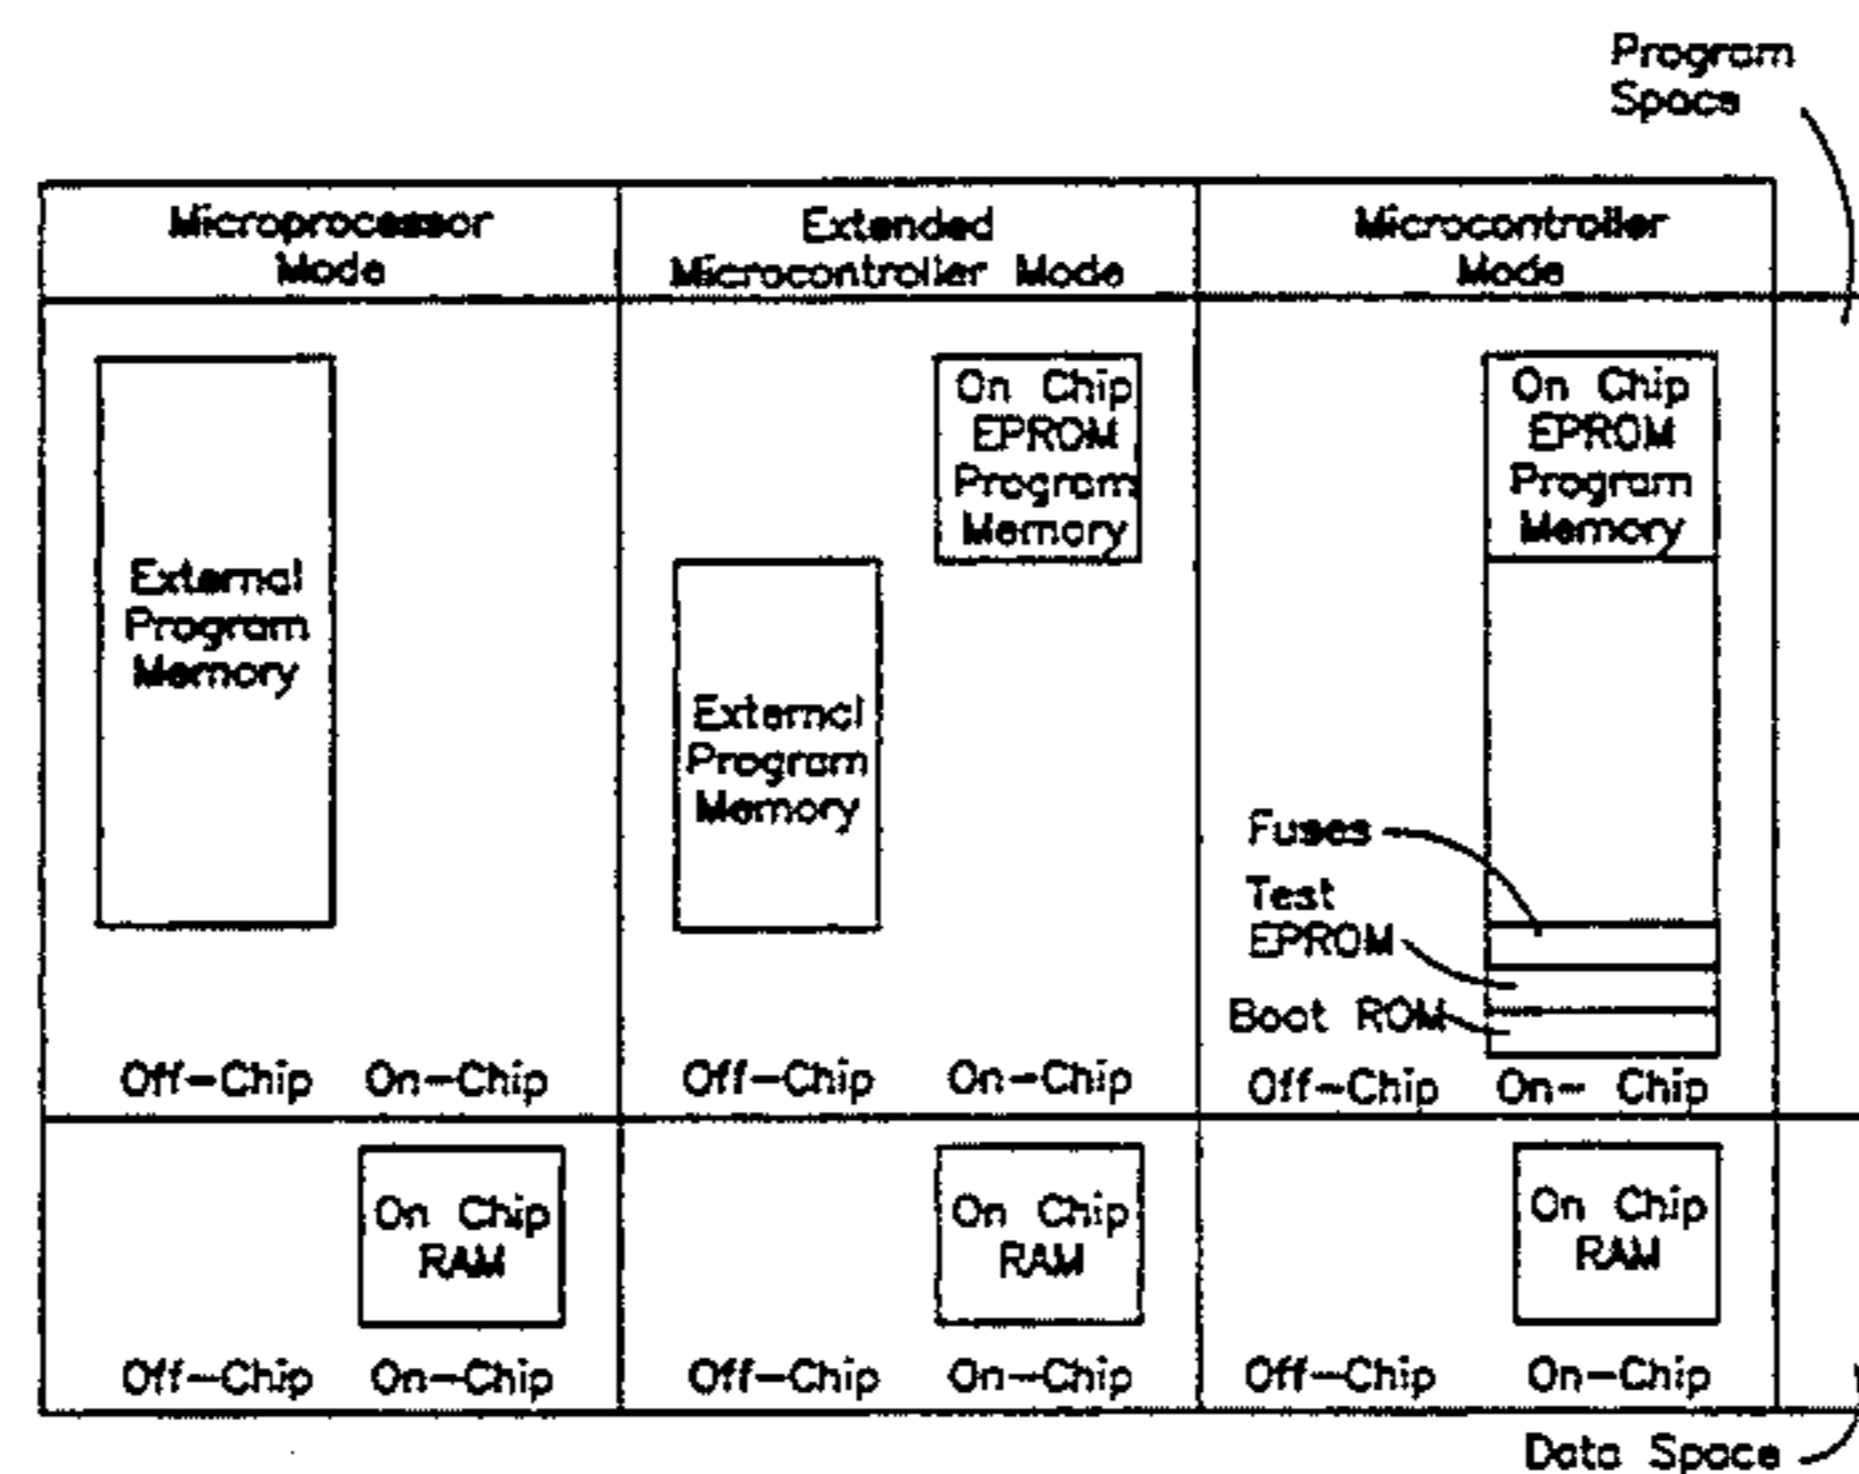 Program
Space
Microprocessor
Mode
Extended
Microcontroller Mode
Microcontroller
Mode
External
Program
Memory
On Chip
EPROM
Program
Memory
External
Program
Memory
On Chip
EPROM
Program
Memory
Fuses
Test
EPROM
Boot ROM
Off-Chip On-Chip
Off-Chip On-Chip
Off-Chip On- Chip
On Chip
RAM
On Chip
RAM
On Chip
RAM
Off-Chip On-Chip
Off-Chip On-Chip
Off-Chip On-Chip
Data Space